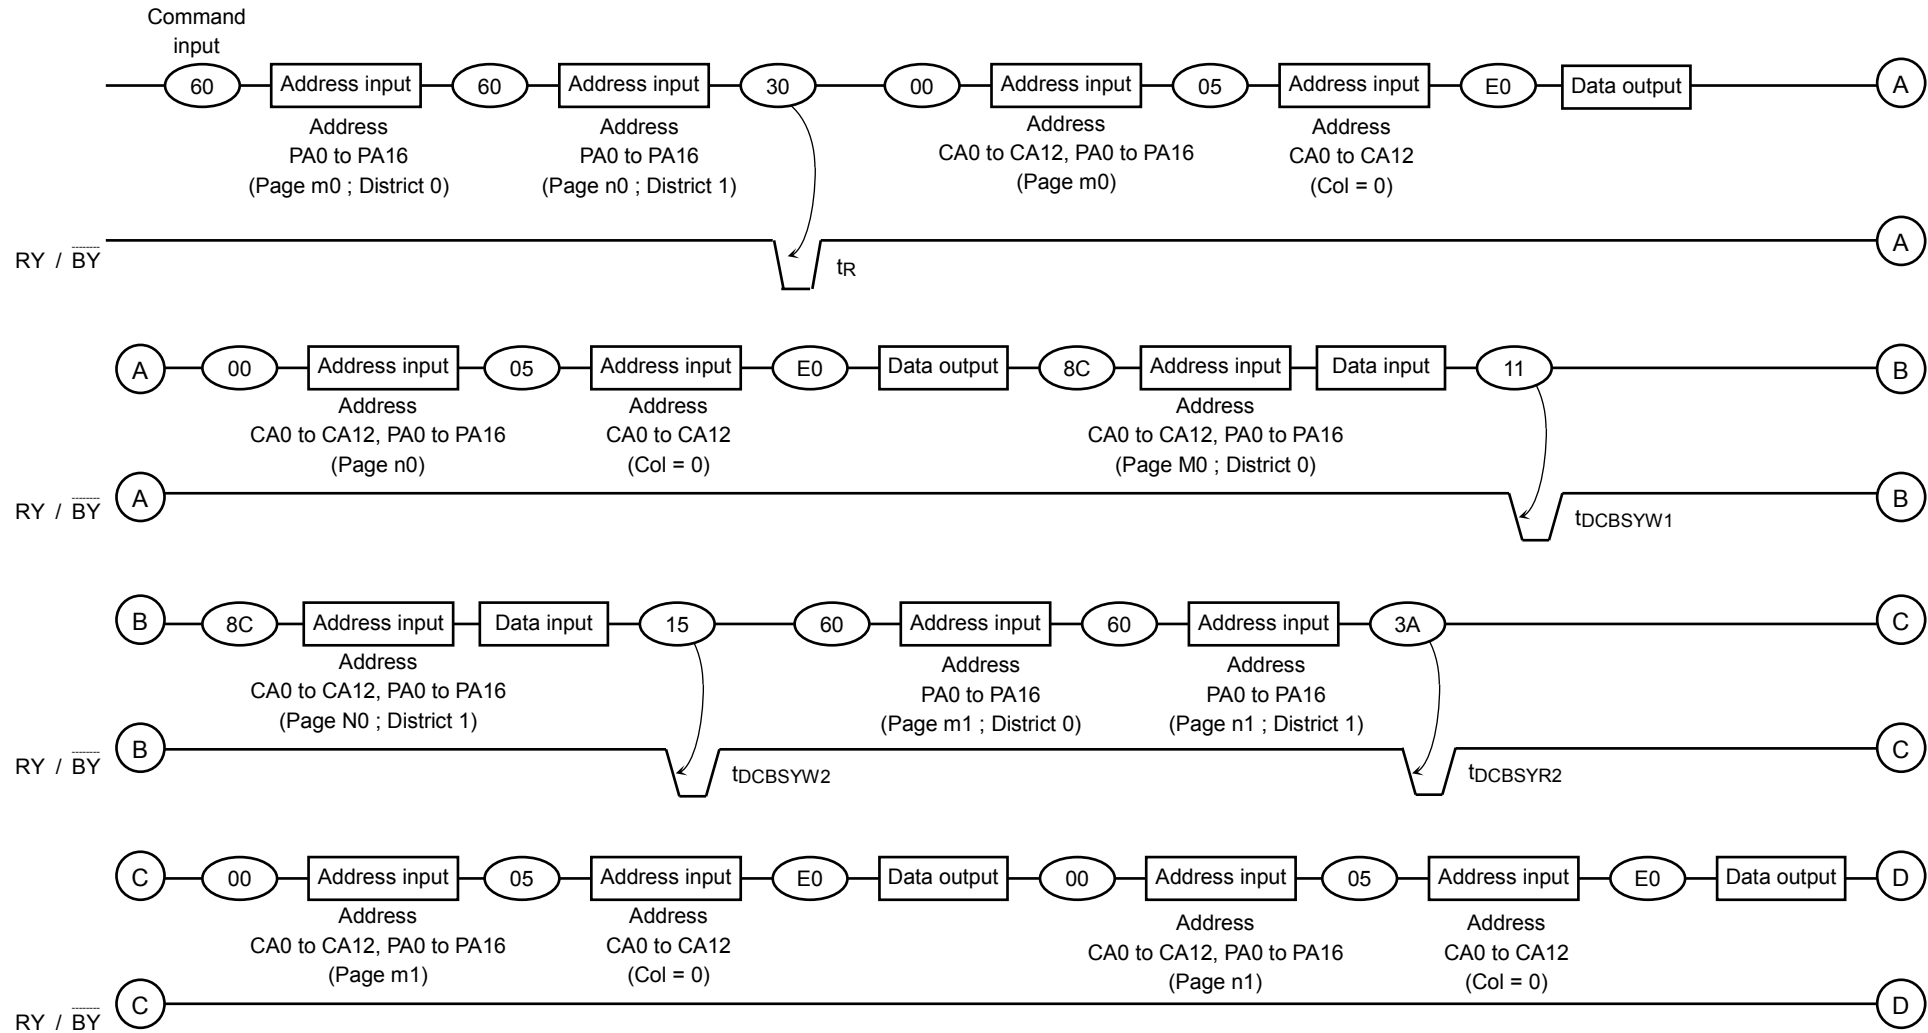 Command
input
60 Address input 60 Address input 30 00 Address input 05 Address input E0 Data output A
Address Address Address Address
PA0 to PA16 PA0 to PA16 CA0 to CA12, PA0 to PA16 CA0 to CA12
(Page m0 ; District 0) (Page n0 ; District 1) (Page m0) (Col = 0)
RY / BY A
tR
A 00 Address input 05 Address input E0 Data output 8C Address input Data input 11 B
Address Address Address
CA0 to CA12, PA0 to PA16 CA0 to CA12 CA0 to CA12, PA0 to PA16
(Page n0) (Col = 0) (Page M0 ; District 0)
RY / BY A B
tDCBSYW1
B 8C Address input Data input 15 60 Address input 60 Address input 3A C
Address Address Address
CA0 to CA12, PA0 to PA16 PA0 to PA16 PA0 to PA16
(Page N0 ; District 1) (Page m1 ; District 0) (Page n1 ; District 1)
RY / BY B C
tDCBSYW2 tDCBSYR2
C 00 Address input 05 Address input E0 Data output 00 Address input 05 Address input E0 Data output D
Address Address Address Address
CA0 to CA12, PA0 to PA16 CA0 to CA12 CA0 to CA12, PA0 to PA16 CA0 to CA12
(Page m1) (Col = 0) (Page n1) (Col = 0)
RY / BY C D